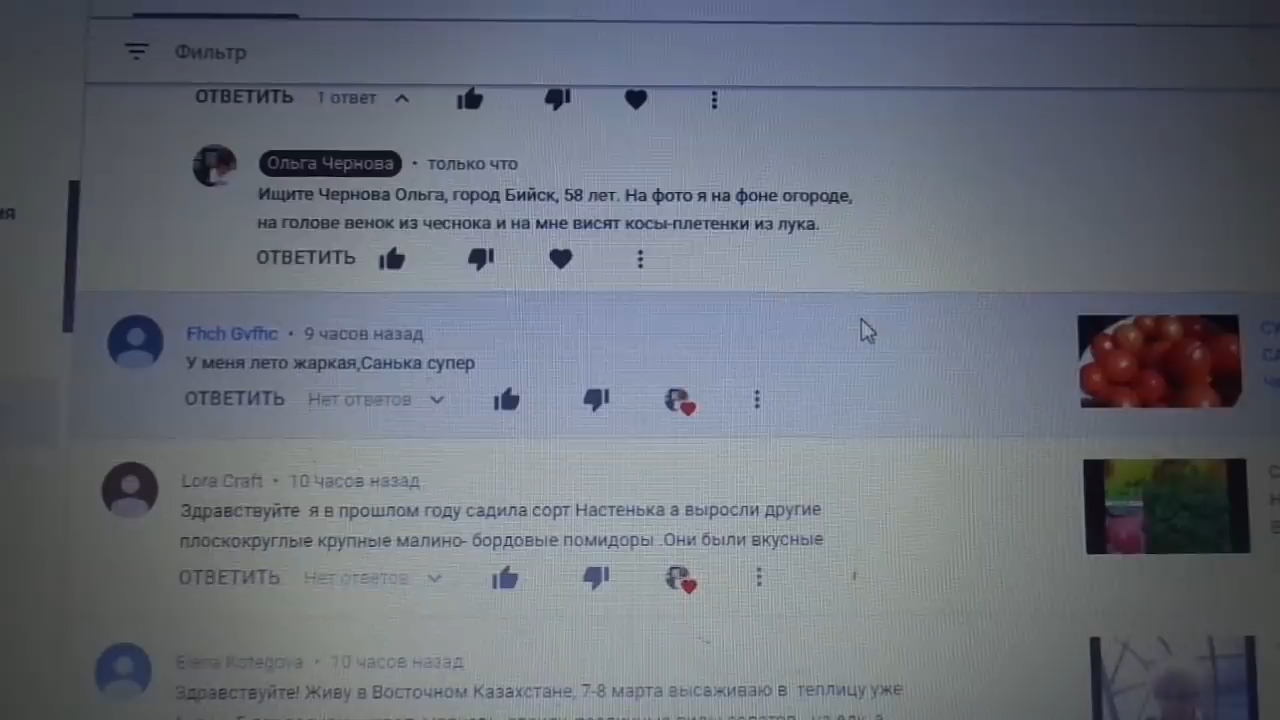 Фильтр
ОТВЕТИТЬ 1 ответ
Ольга Чернова • только что
Ищите Чернова Ольга, город Бийск, 58 лет. На фото я на фоне огороде,
на голове венок из чеснока и на мне висят косы-плетенки из лука.
ОТВЕТИТЬ
Fhch Gvfhc • 9 часов назад
У меня лето жаркая,Санька супер
ОТВЕТИТЬ Нет ответов
Lora Craft • 10 часов назад
Здравствуйте я в прошлом году садила сорт Настенька а выросли другие
плоскокруглые крупные малино- бордовые помидоры .Они были вкусные
ОТВЕТИТЬ Нет ответов
Elena Kotegova • 10 часов назад
Здравствуйте! Живу в Восточном Казахстане, 7-8 марта высаживаю в теплицу уже